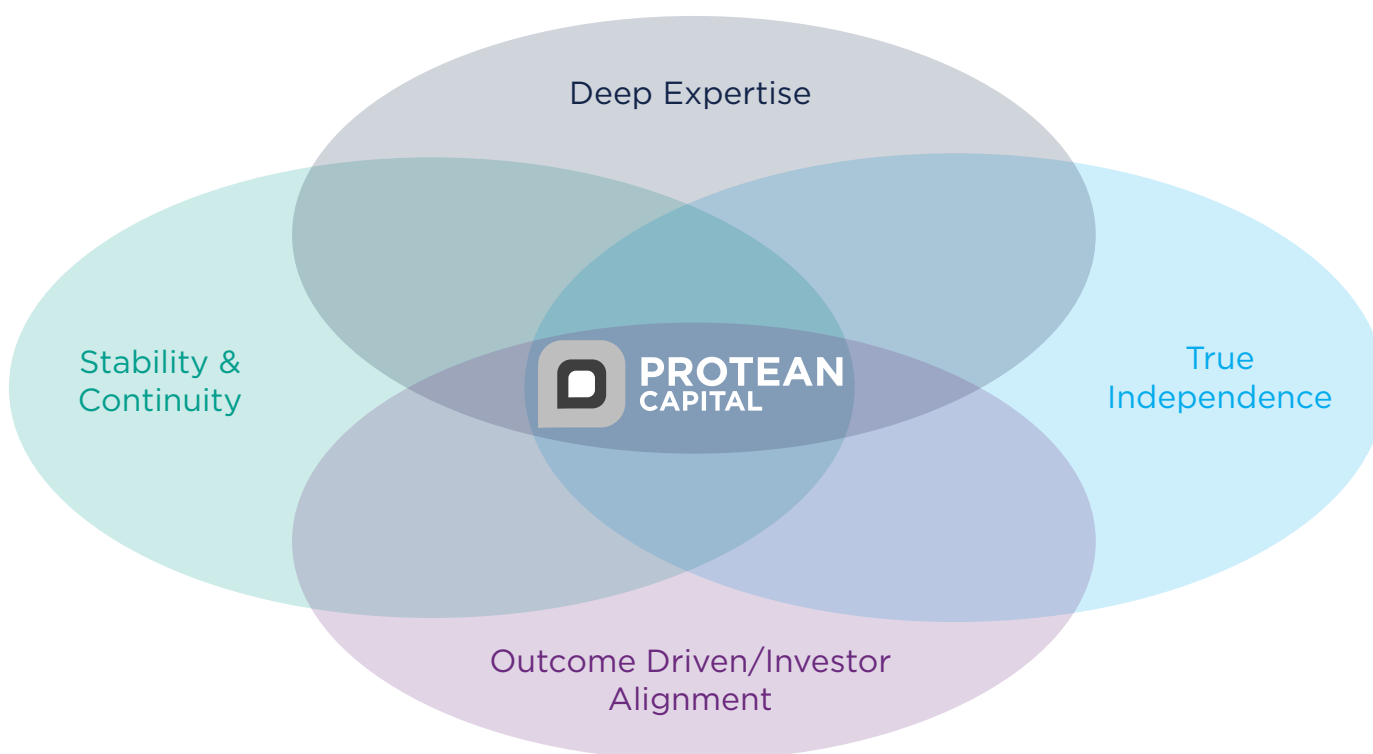 Deep Expertise
Stability &
Continuity
PROTEAN
CAPITAL
True
Independence
Outcome Driven/Investor
Alignment